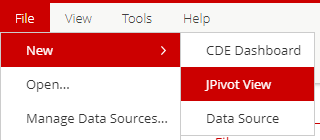 File View Tools Help
New
Open...
Manage Data Sources...
CDE Dashboard
JPivot View
Data Source